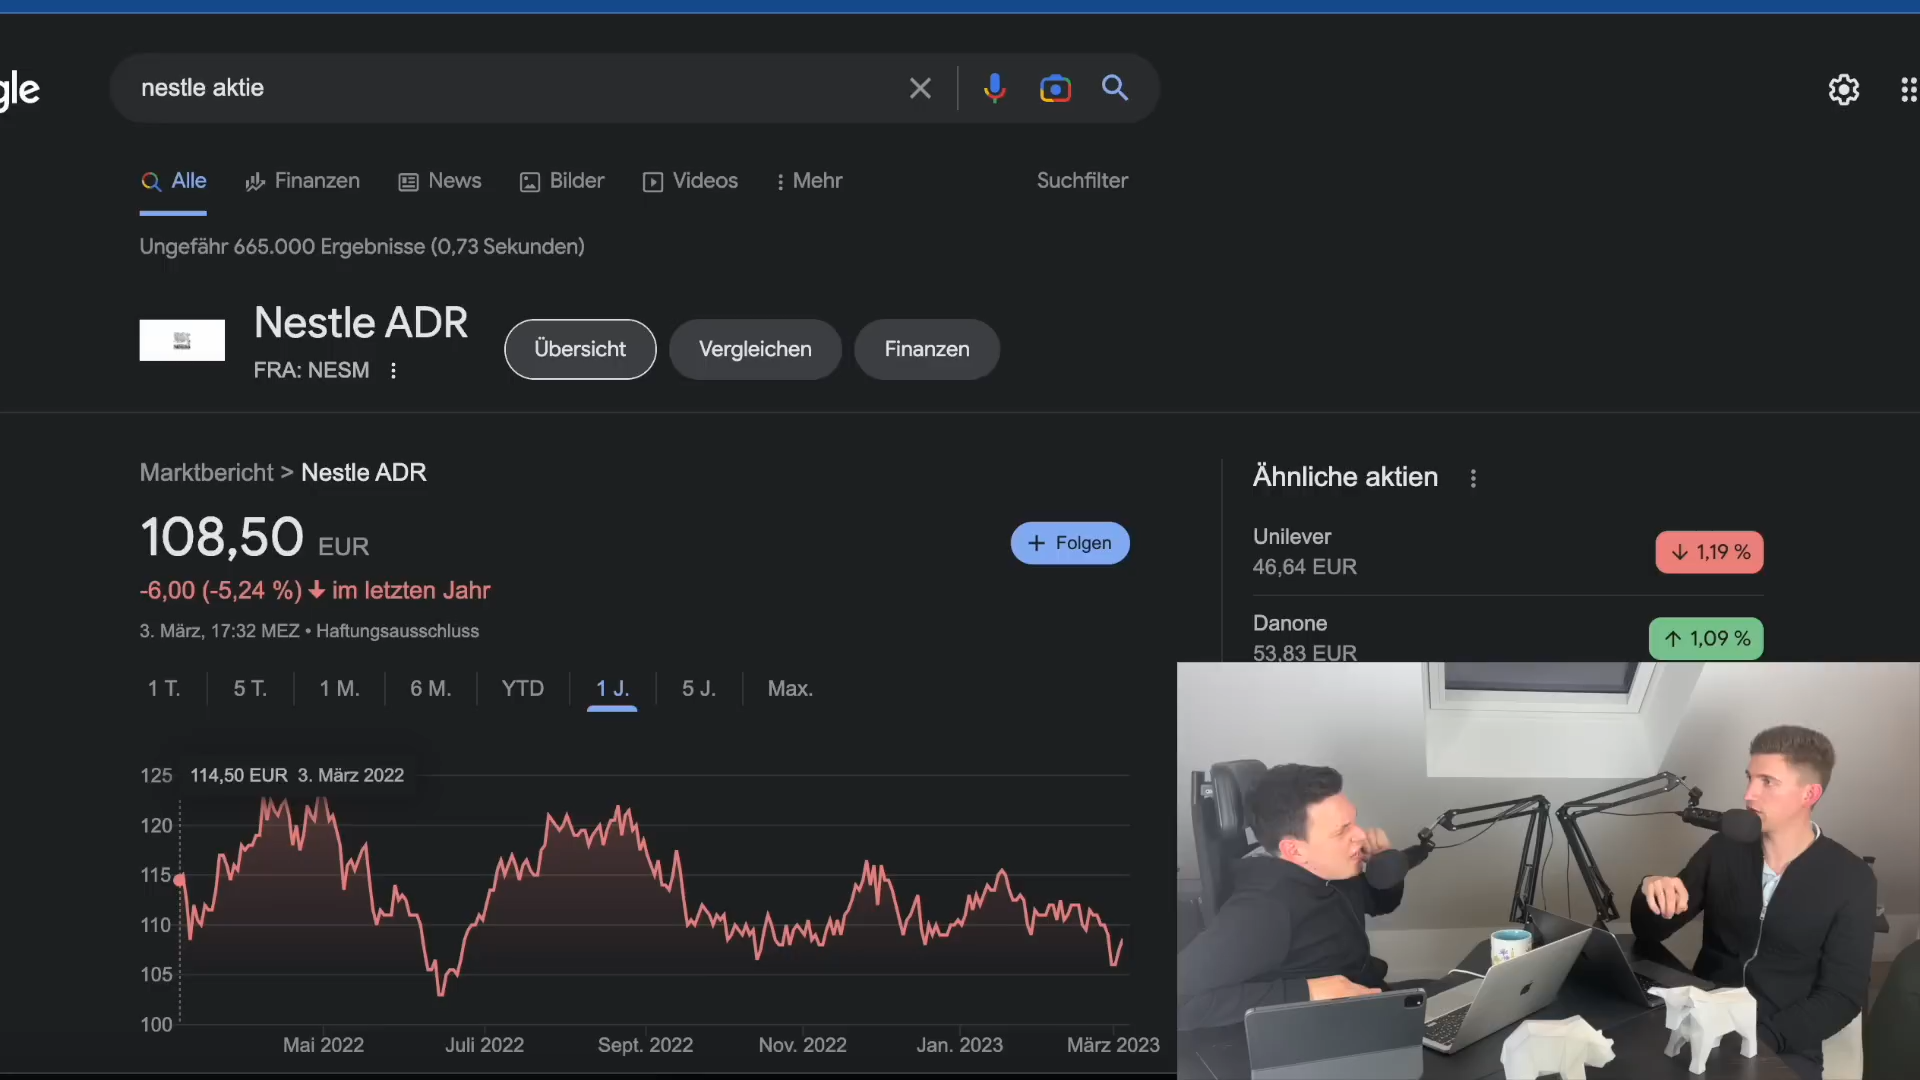 gle
nestle aktie
Alle
Finanzen
News
Bilder
Videos
Mehr
Suchfilter
Ungefähr 665.000 Ergebnisse (0,73 Sekunden)
Nestle ADR
FRA: NESM
Übersicht
Vergleichen
Finanzen
Marktbericht > Nestle ADR
108,50 EUR
+ Folgen
-6,00 (-5,24 %) ↓ im letzten Jahr
3. März, 17:32 MEZ • Haftungsausschluss
1 T.
5 T.
1 M.
6 M.
YTD
1 J.
5 J.
Max.
125
114,50 EUR 3. März 2022
120
115
110
105
100
Mai 2022
Juli 2022
Sept. 2022
Nov. 2022
Jan. 2023
März 2023
Ähnliche aktien
Unilever
46,64 EUR
↓ 1,19 %
Danone
53,83 EUR
↑ 1,09 %